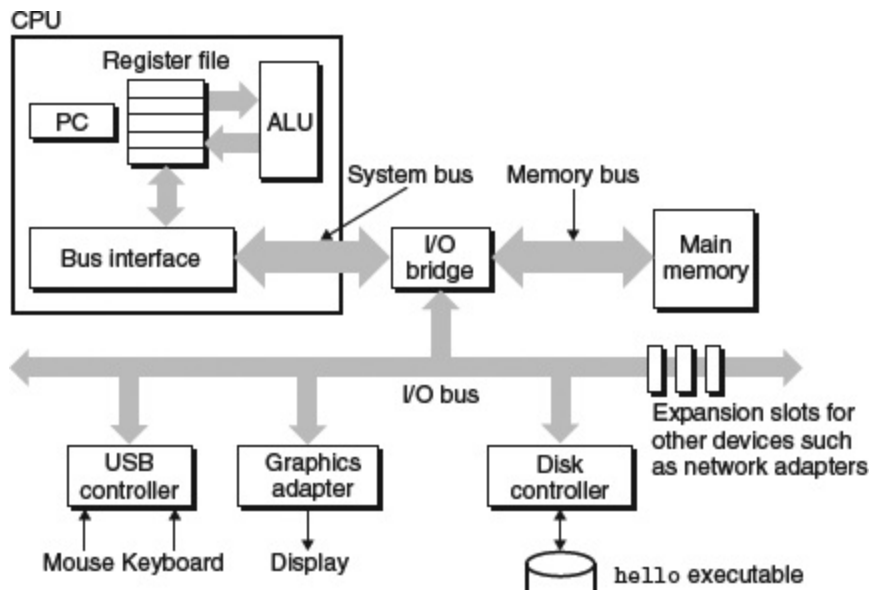 CPU
Register file
PC
ALU
System bus
Memory bus
Bus interface
I/O
bridge
Main
memory
I/O bus
Expansion slots for
other devices such
as network adapters
USB
controller
Graphics
adapter
Disk
controller
Mouse Keyboard
Display
hello executable